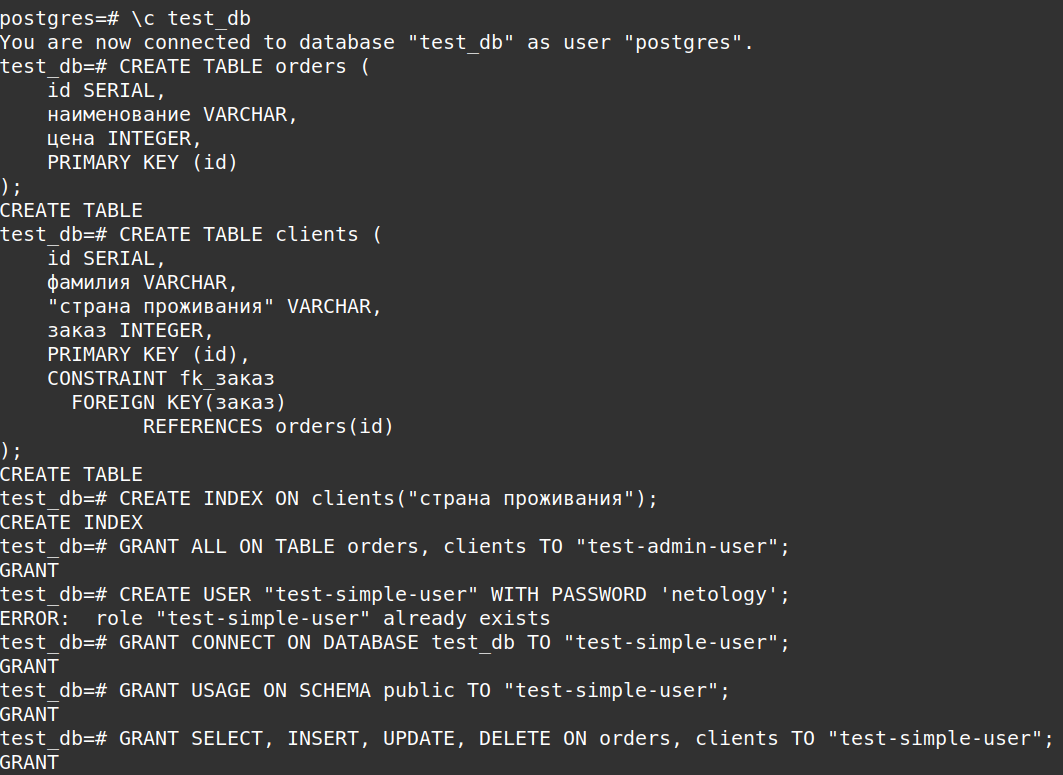 postgres=# \c test_db
You are now connected to database "test_db" as user "postgres".
test_db=# CREATE TABLE orders (
    id SERIAL,
    наименование VARCHAR,
    цена INTEGER,
    PRIMARY KEY (id)
);
CREATE TABLE
test_db=# CREATE TABLE clients (
    id SERIAL,
    фамилия VARCHAR,
    "страна проживания" VARCHAR,
    заказ INTEGER,
    PRIMARY KEY (id),
    CONSTRAINT fk_заказ
      FOREIGN KEY(заказ)
            REFERENCES orders(id)
);
CREATE TABLE
test_db=# CREATE INDEX ON clients("страна проживания");
CREATE INDEX
test_db=# GRANT ALL ON TABLE orders, clients TO "test-admin-user";
GRANT
test_db=# CREATE USER "test-simple-user" WITH PASSWORD 'netology';
ERROR:  role "test-simple-user" already exists
test_db=# GRANT CONNECT ON DATABASE test_db TO "test-simple-user";
GRANT
test_db=# GRANT USAGE ON SCHEMA public TO "test-simple-user";
GRANT
test_db=# GRANT SELECT, INSERT, UPDATE, DELETE ON orders, clients TO "test-simple-user";
GRANT